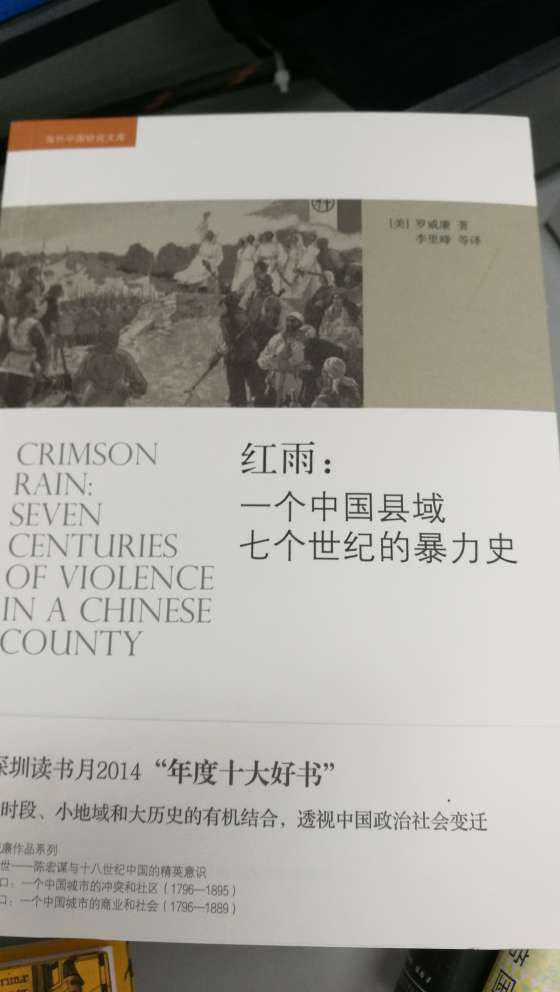 海外中国研究文库
[美] 罗威廉 著
李里峰 等译
CRIMSON
RAIN:
SEVEN
CENTURIES
OF VIOLENCE
IN A CHINESE
COUNTY
红雨：
一个中国县域
七个世纪的暴力史
深圳读书月2014“年度十大好书”
时段、小地域和大历史的有机结合，透视中国政治社会变迁
廉作品系列
世——陈宏谋与十八世纪中国的精英意识
口：一个中国城市的冲突和社区（1796—1895）
口：一个中国城市的商业和社会（1796—1889）